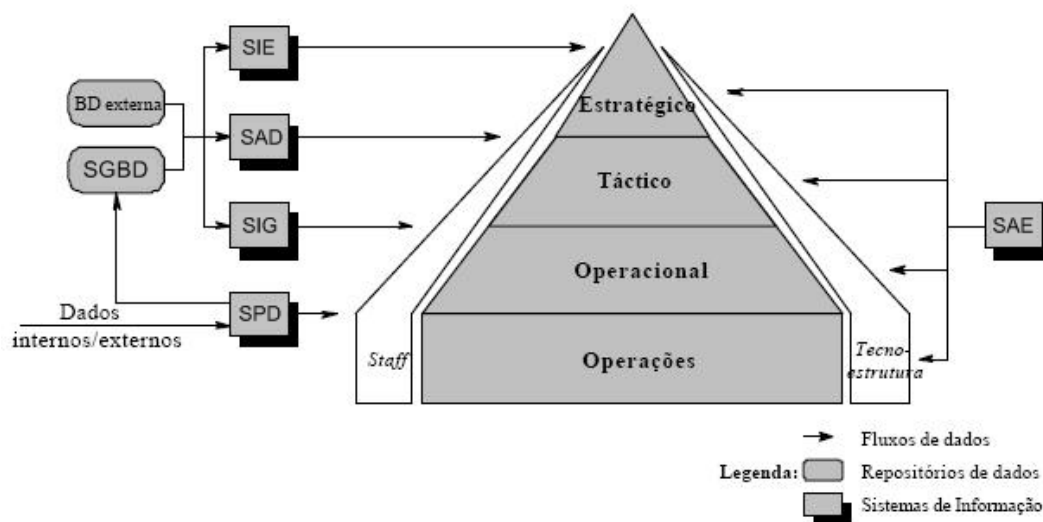 SIE
BD externa
SAD
SGBD
SIG
SPD
Dados
internos/externos
Estratégico
Táctico
Operacional
Operações
Staff
Tecno-
estrutura
SAE
Fluxos de dados
Legenda:
Repositórios de dados
Sistemas de Informação